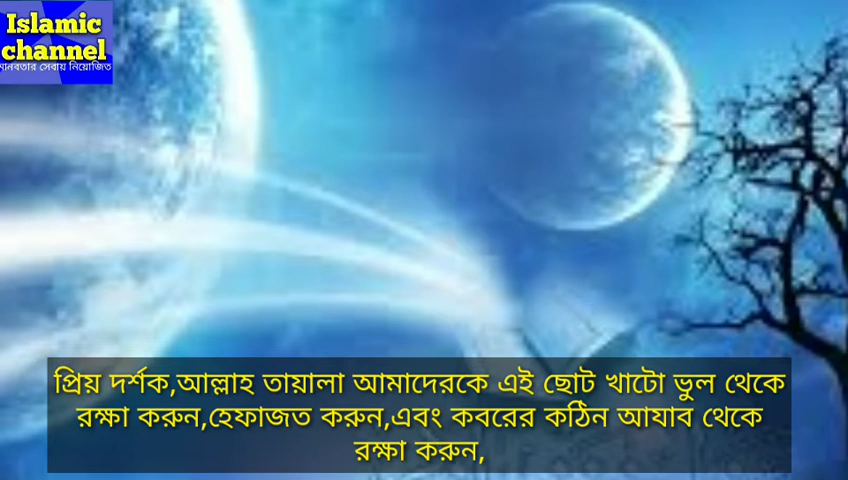 Islamic
channel
মানবতার সেবায় নিয়োজিত
প্রিয় দর্শক,আল্লাহ তায়ালা আমাদেরকে এই ছোট খাটো ভুল থেকে
রক্ষা করুন,হেফাজত করুন,এবং কবরের কঠিন আযাব থেকে
রক্ষা করুন,